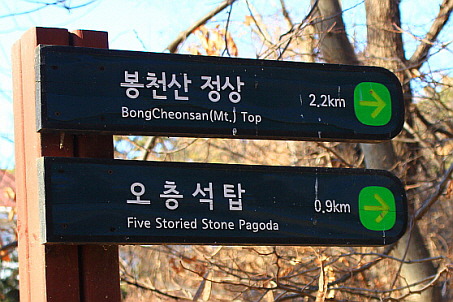 봉천산 정상 2.2km
BongCheonsan(Mt.) Top
오층석탑 0.9km
Five Storied Stone Pagoda